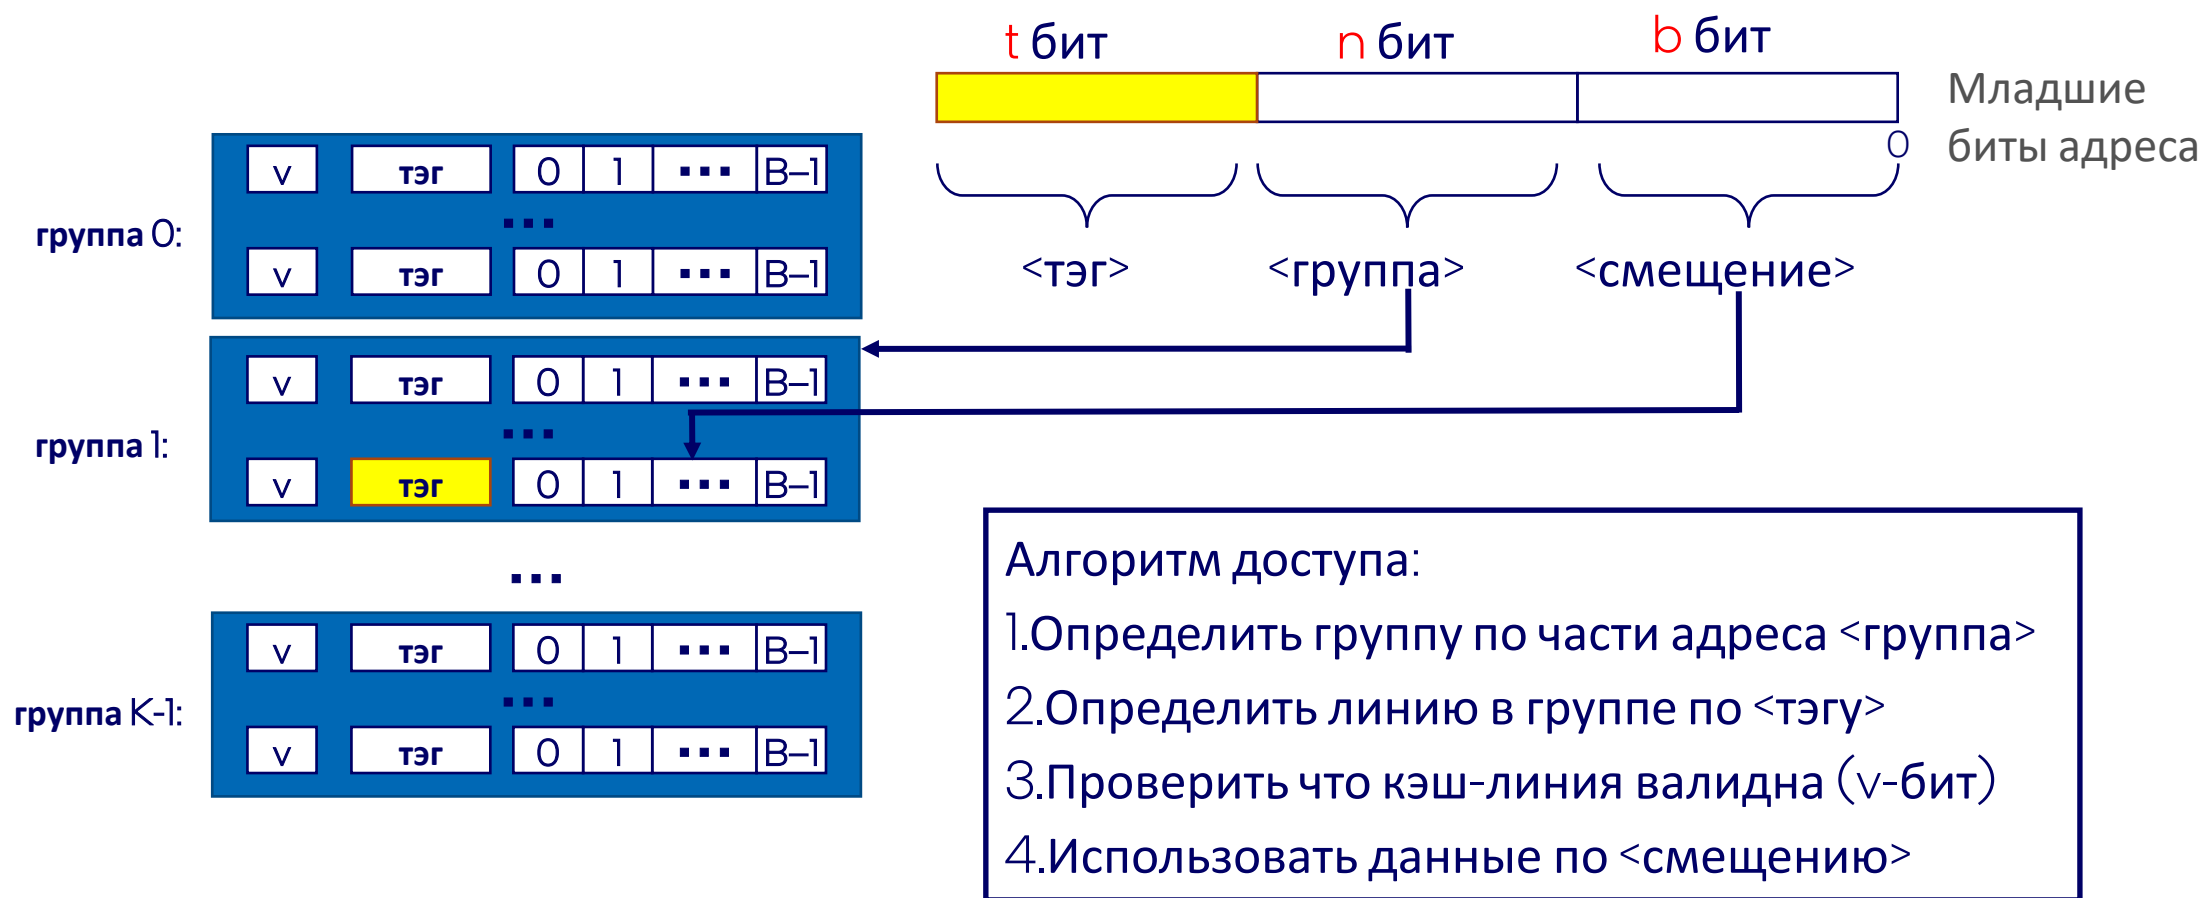 t бит n бит b бит
Младшие
0 биты адреса
<тэг> <группа> <смещение>
v тэг 0 1 ... B–1
группа 0: ...
v тэг 0 1 ... B–1
v тэг 0 1 ... B–1
группа 1: ...
v тэг 0 1 ... B–1
...
v тэг 0 1 ... B–1
группа K-1: ...
v тэг 0 1 ... B–1
Алгоритм доступа:
1.Определить группу по части адреса <группа>
2.Определить линию в группе по <тэгу>
3.Проверить что кэш-линия валидна (v-бит)
4.Использовать данные по <смещению>